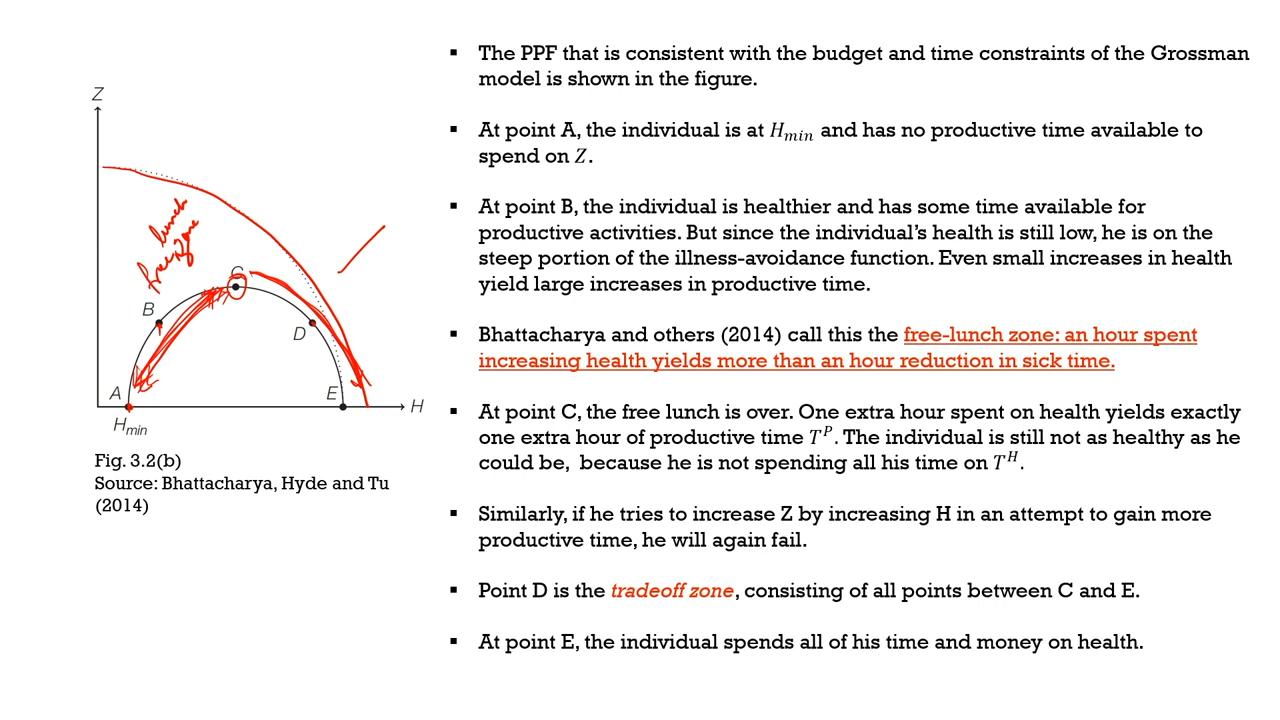 Z
lunch
free
zone
C
B
D
A
E
H
H_min
Fig. 3.2(b)
Source: Bhattacharya, Hyde and Tu
(2014)
▪ The PPF that is consistent with the budget and time constraints of the Grossman
model is shown in the figure.
▪ At point A, the individual is at H_min and has no productive time available to
spend on Z.
▪ At point B, the individual is healthier and has some time available for
productive activities. But since the individual's health is still low, he is on the
steep portion of the illness-avoidance function. Even small increases in health
yield large increases in productive time.
▪ Bhattacharya and others (2014) call this the free-lunch zone: an hour spent
increasing health yields more than an hour reduction in sick time.
▪ At point C, the free lunch is over. One extra hour spent on health yields exactly
one extra hour of productive time T^P. The individual is still not as healthy as he
could be, because he is not spending all his time on T^H.
▪ Similarly, if he tries to increase Z by increasing H in an attempt to gain more
productive time, he will again fail.
▪ Point D is the tradeoff zone, consisting of all points between C and E.
▪ At point E, the individual spends all of his time and money on health.